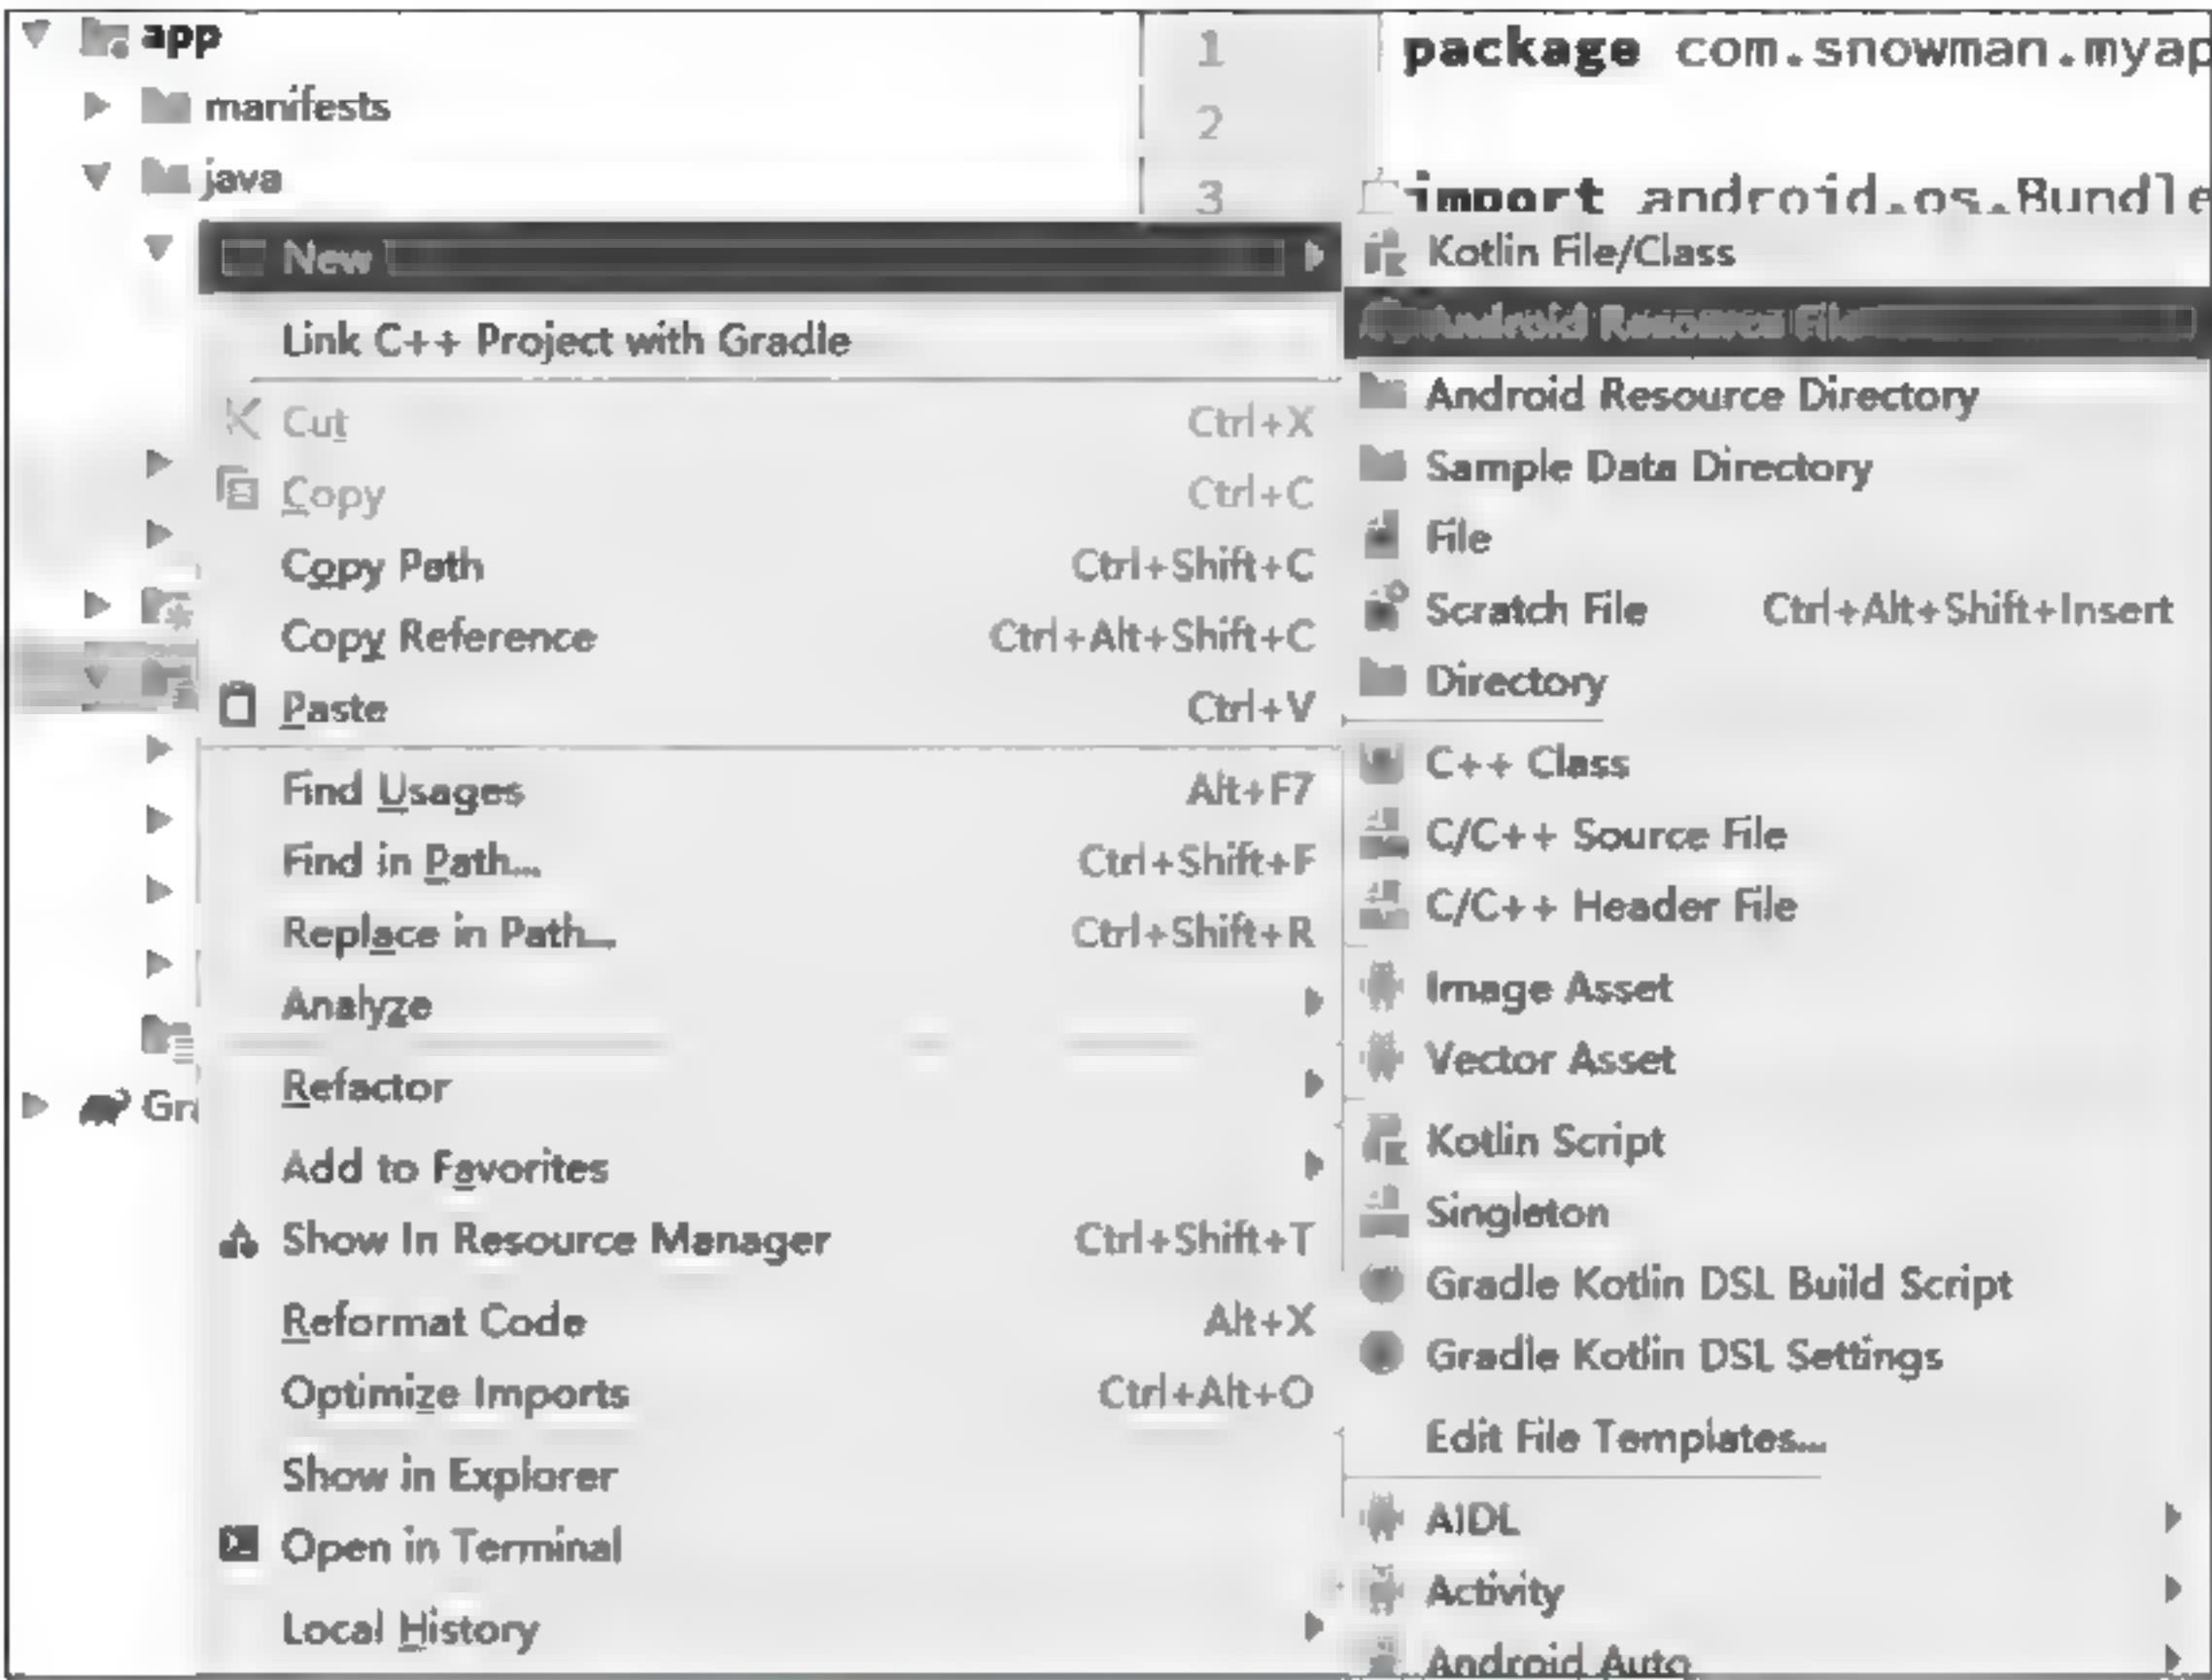 app
manifests
java
1 package com.snowman.myap
2
3 import android.os.Bundle
New
Link C++ Project with Gradle
Cut Ctrl+X
Copy Ctrl+C
Copy Path Ctrl+Shift+C
Copy Reference Ctrl+Alt+Shift+C
Paste Ctrl+V
Find Usages Alt+F7
Find in Path... Ctrl+Shift+F
Replace in Path... Ctrl+Shift+R
Analyze
Refactor
Add to Favorites
Show In Resource Manager Ctrl+Shift+T
Reformat Code Alt+X
Optimize Imports Ctrl+Alt+O
Show in Explorer
Open in Terminal
Local History
Gra
Kotlin File/Class
Android Resource File
Android Resource Directory
Sample Data Directory
File
Scratch File Ctrl+Alt+Shift+Insert
Directory
C++ Class
C/C++ Source File
C/C++ Header File
Image Asset
Vector Asset
Kotlin Script
Singleton
Gradle Kotlin DSL Build Script
Gradle Kotlin DSL Settings
Edit File Templates...
AIDL
Activity
Android Auto